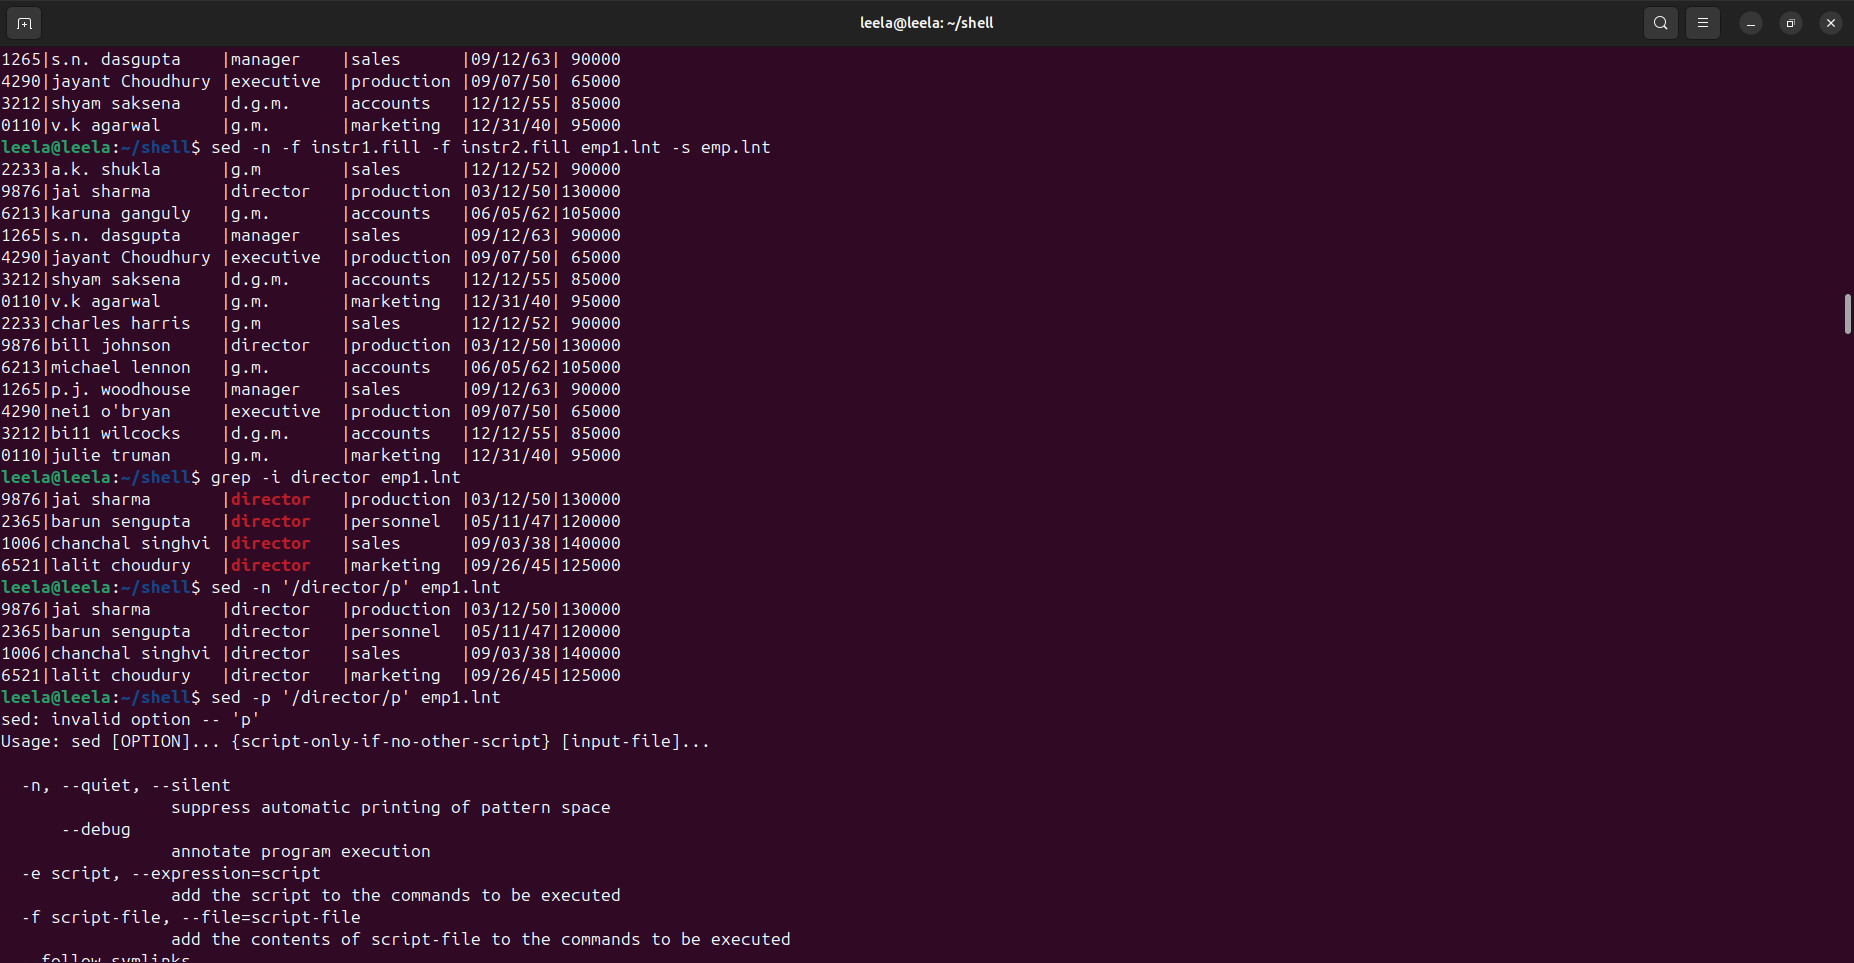 leela@leela: ~/shell
1265|s.n. dasgupta    |manager    |sales      |09/12/63| 90000
4290|jayant Choudhury |executive  |production |09/07/50| 65000
3212|shyam saksena    |d.g.m.     |accounts   |12/12/55| 85000
0110|v.k agarwal      |g.m.       |marketing  |12/31/40| 95000
leela@leela:~/shell$ sed -n -f instr1.fill -f instr2.fill emp1.lnt -s emp.lnt
2233|a.k. shukla      |g.m        |sales      |12/12/52| 90000
9876|jai sharma       |director   |production |03/12/50|130000
6213|karuna ganguly   |g.m.       |accounts   |06/05/62|105000
1265|s.n. dasgupta    |manager    |sales      |09/12/63| 90000
4290|jayant Choudhury |executive  |production |09/07/50| 65000
3212|shyam saksena    |d.g.m.     |accounts   |12/12/55| 85000
0110|v.k agarwal      |g.m.       |marketing  |12/31/40| 95000
2233|charles harris   |g.m        |sales      |12/12/52| 90000
9876|bill johnson     |director   |production |03/12/50|130000
6213|michael lennon   |g.m.       |accounts   |06/05/62|105000
1265|p.j. woodhouse   |manager    |sales      |09/12/63| 90000
4290|nei1 o'bryan     |executive  |production |09/07/50| 65000
3212|bi11 wilcocks    |d.g.m.     |accounts   |12/12/55| 85000
0110|julie truman     |g.m.       |marketing  |12/31/40| 95000
leela@leela:~/shell$ grep -i director emp1.lnt
9876|jai sharma       |director   |production |03/12/50|130000
2365|barun sengupta   |director   |personnel  |05/11/47|120000
1006|chanchal singhvi |director   |sales      |09/03/38|140000
6521|lalit choudury   |director   |marketing  |09/26/45|125000
leela@leela:~/shell$ sed -n '/director/p' emp1.lnt
9876|jai sharma       |director   |production |03/12/50|130000
2365|barun sengupta   |director   |personnel  |05/11/47|120000
1006|chanchal singhvi |director   |sales      |09/03/38|140000
6521|lalit choudury   |director   |marketing  |09/26/45|125000
leela@leela:~/shell$ sed -p '/director/p' emp1.lnt
sed: invalid option -- 'p'
Usage: sed [OPTION]... {script-only-if-no-other-script} [input-file]...
  -n, --quiet, --silent
                 suppress automatic printing of pattern space
      --debug
                 annotate program execution
  -e script, --expression=script
                 add the script to the commands to be executed
  -f script-file, --file=script-file
                 add the contents of script-file to the commands to be executed
  --follow-symlinks